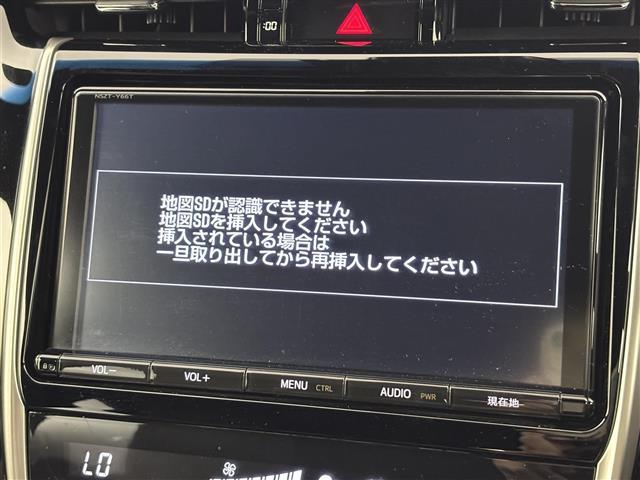 :00
NSZT-Y66T
地図SDが認識できません
地図SDを挿入してください
挿入されている場合は
一旦取り出してから再挿入してください
VOL−
VOL+
MENU CTRL
AUDIO PWR
現在地
LO